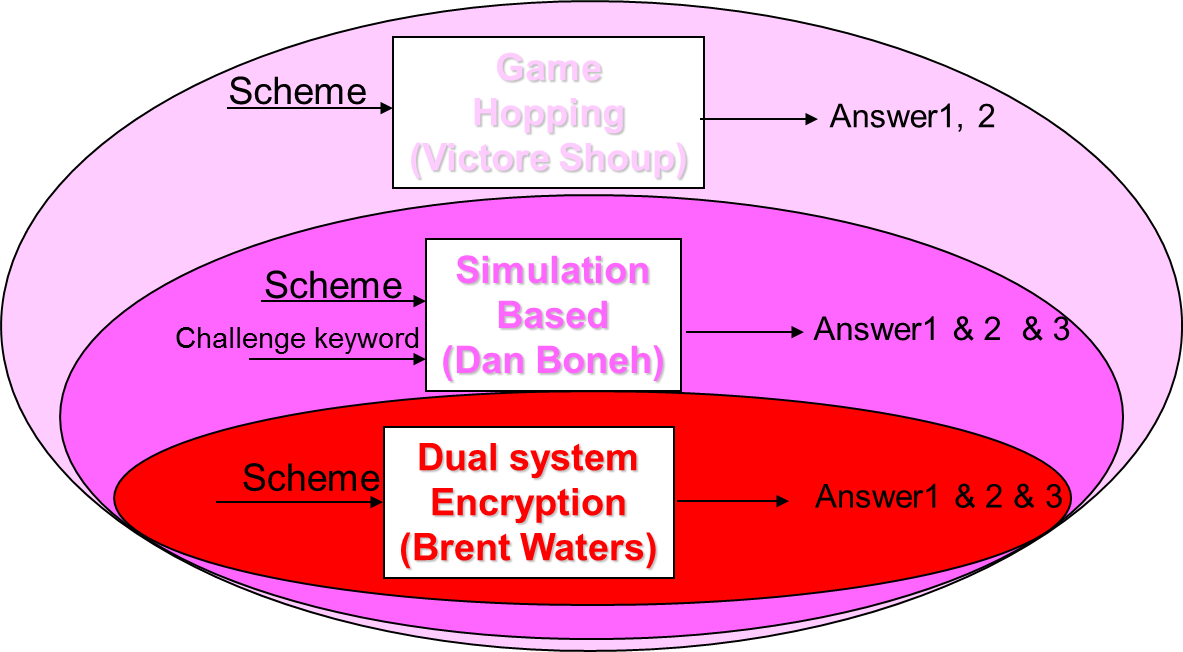 Game
Hopping
(Victore Shoup)
Scheme
Answer1, 2
Simulation
Based
(Dan Boneh)
Scheme
Challenge keyword
Answer1 & 2  & 3
Dual system
Encryption
(Brent Waters)
Scheme
Answer1 & 2 & 3